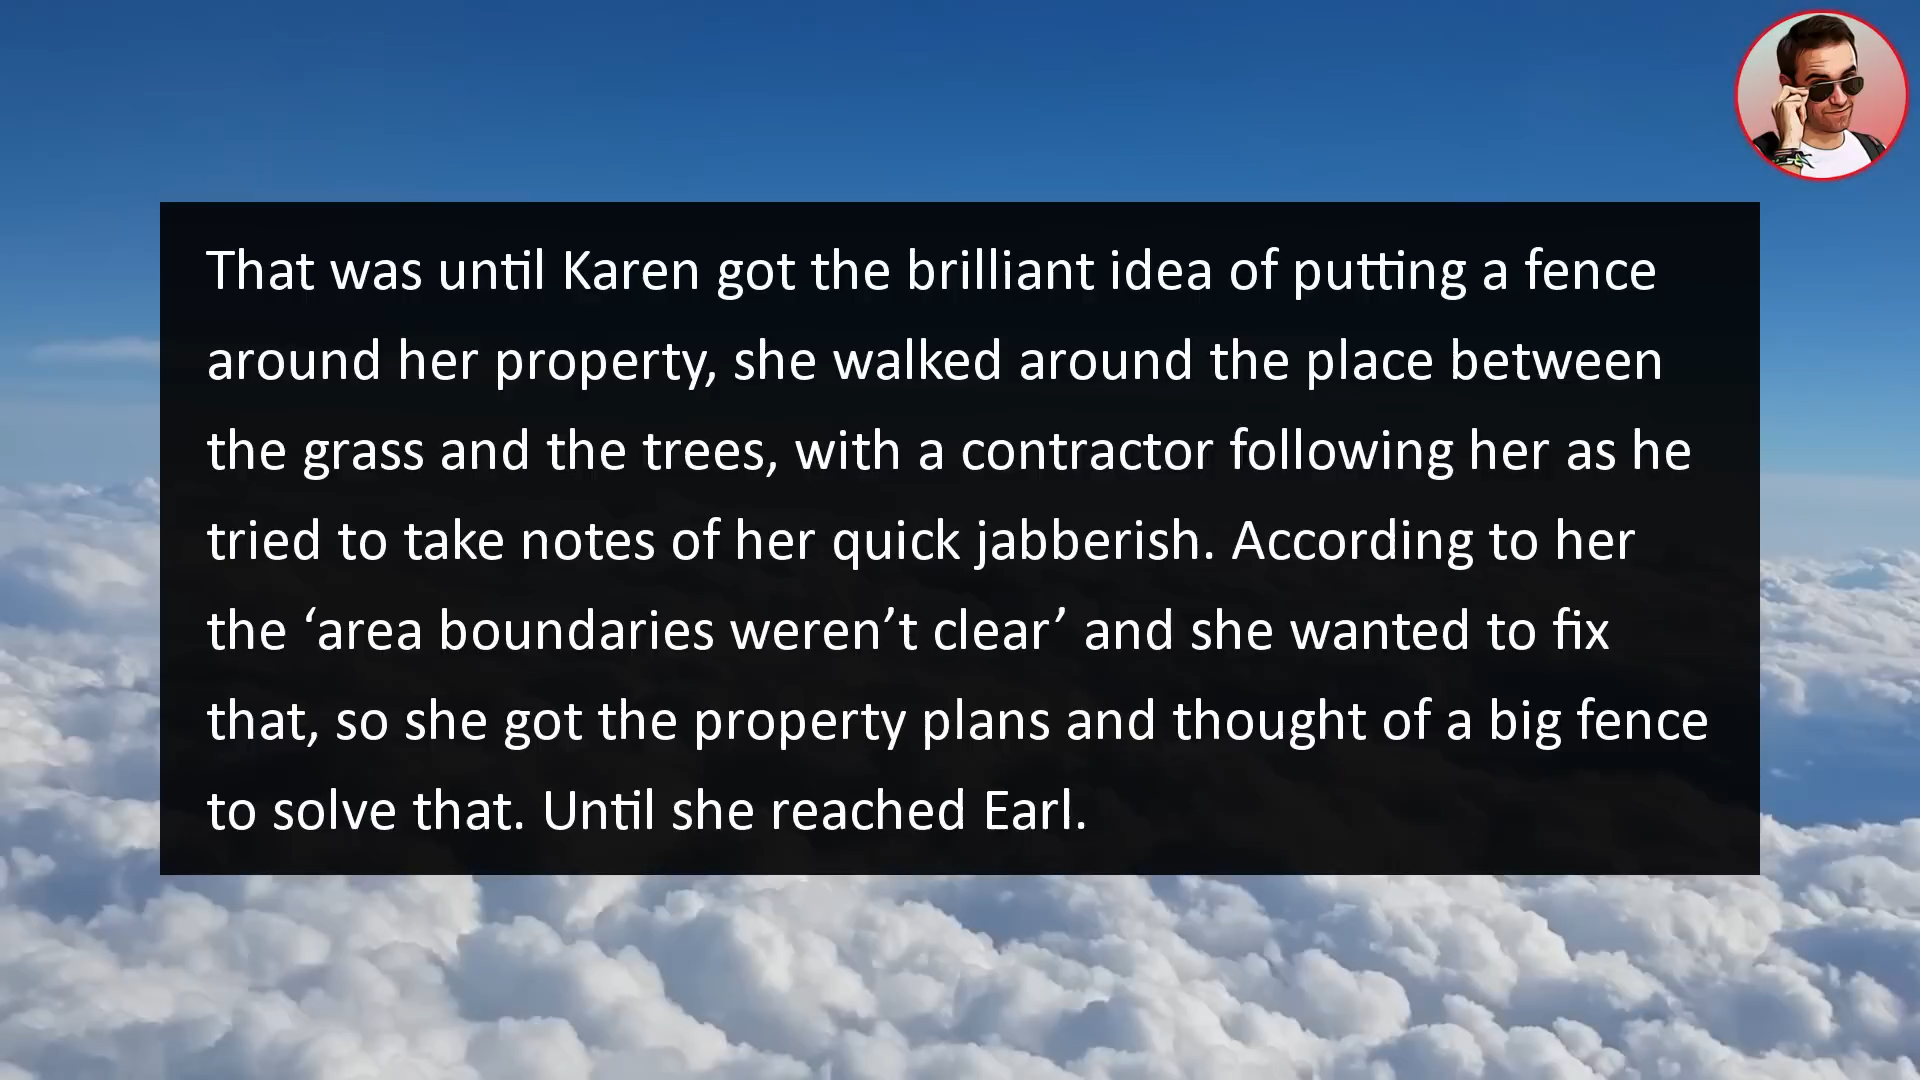 That was until Karen got the brilliant idea of putting a fence
around her property, she walked around the place between
the grass and the trees, with a contractor following her as he
tried to take notes of her quick jabberish. According to her
the ‘area boundaries weren’t clear’ and she wanted to fix
that, so she got the property plans and thought of a big fence
to solve that. Until she reached Earl.